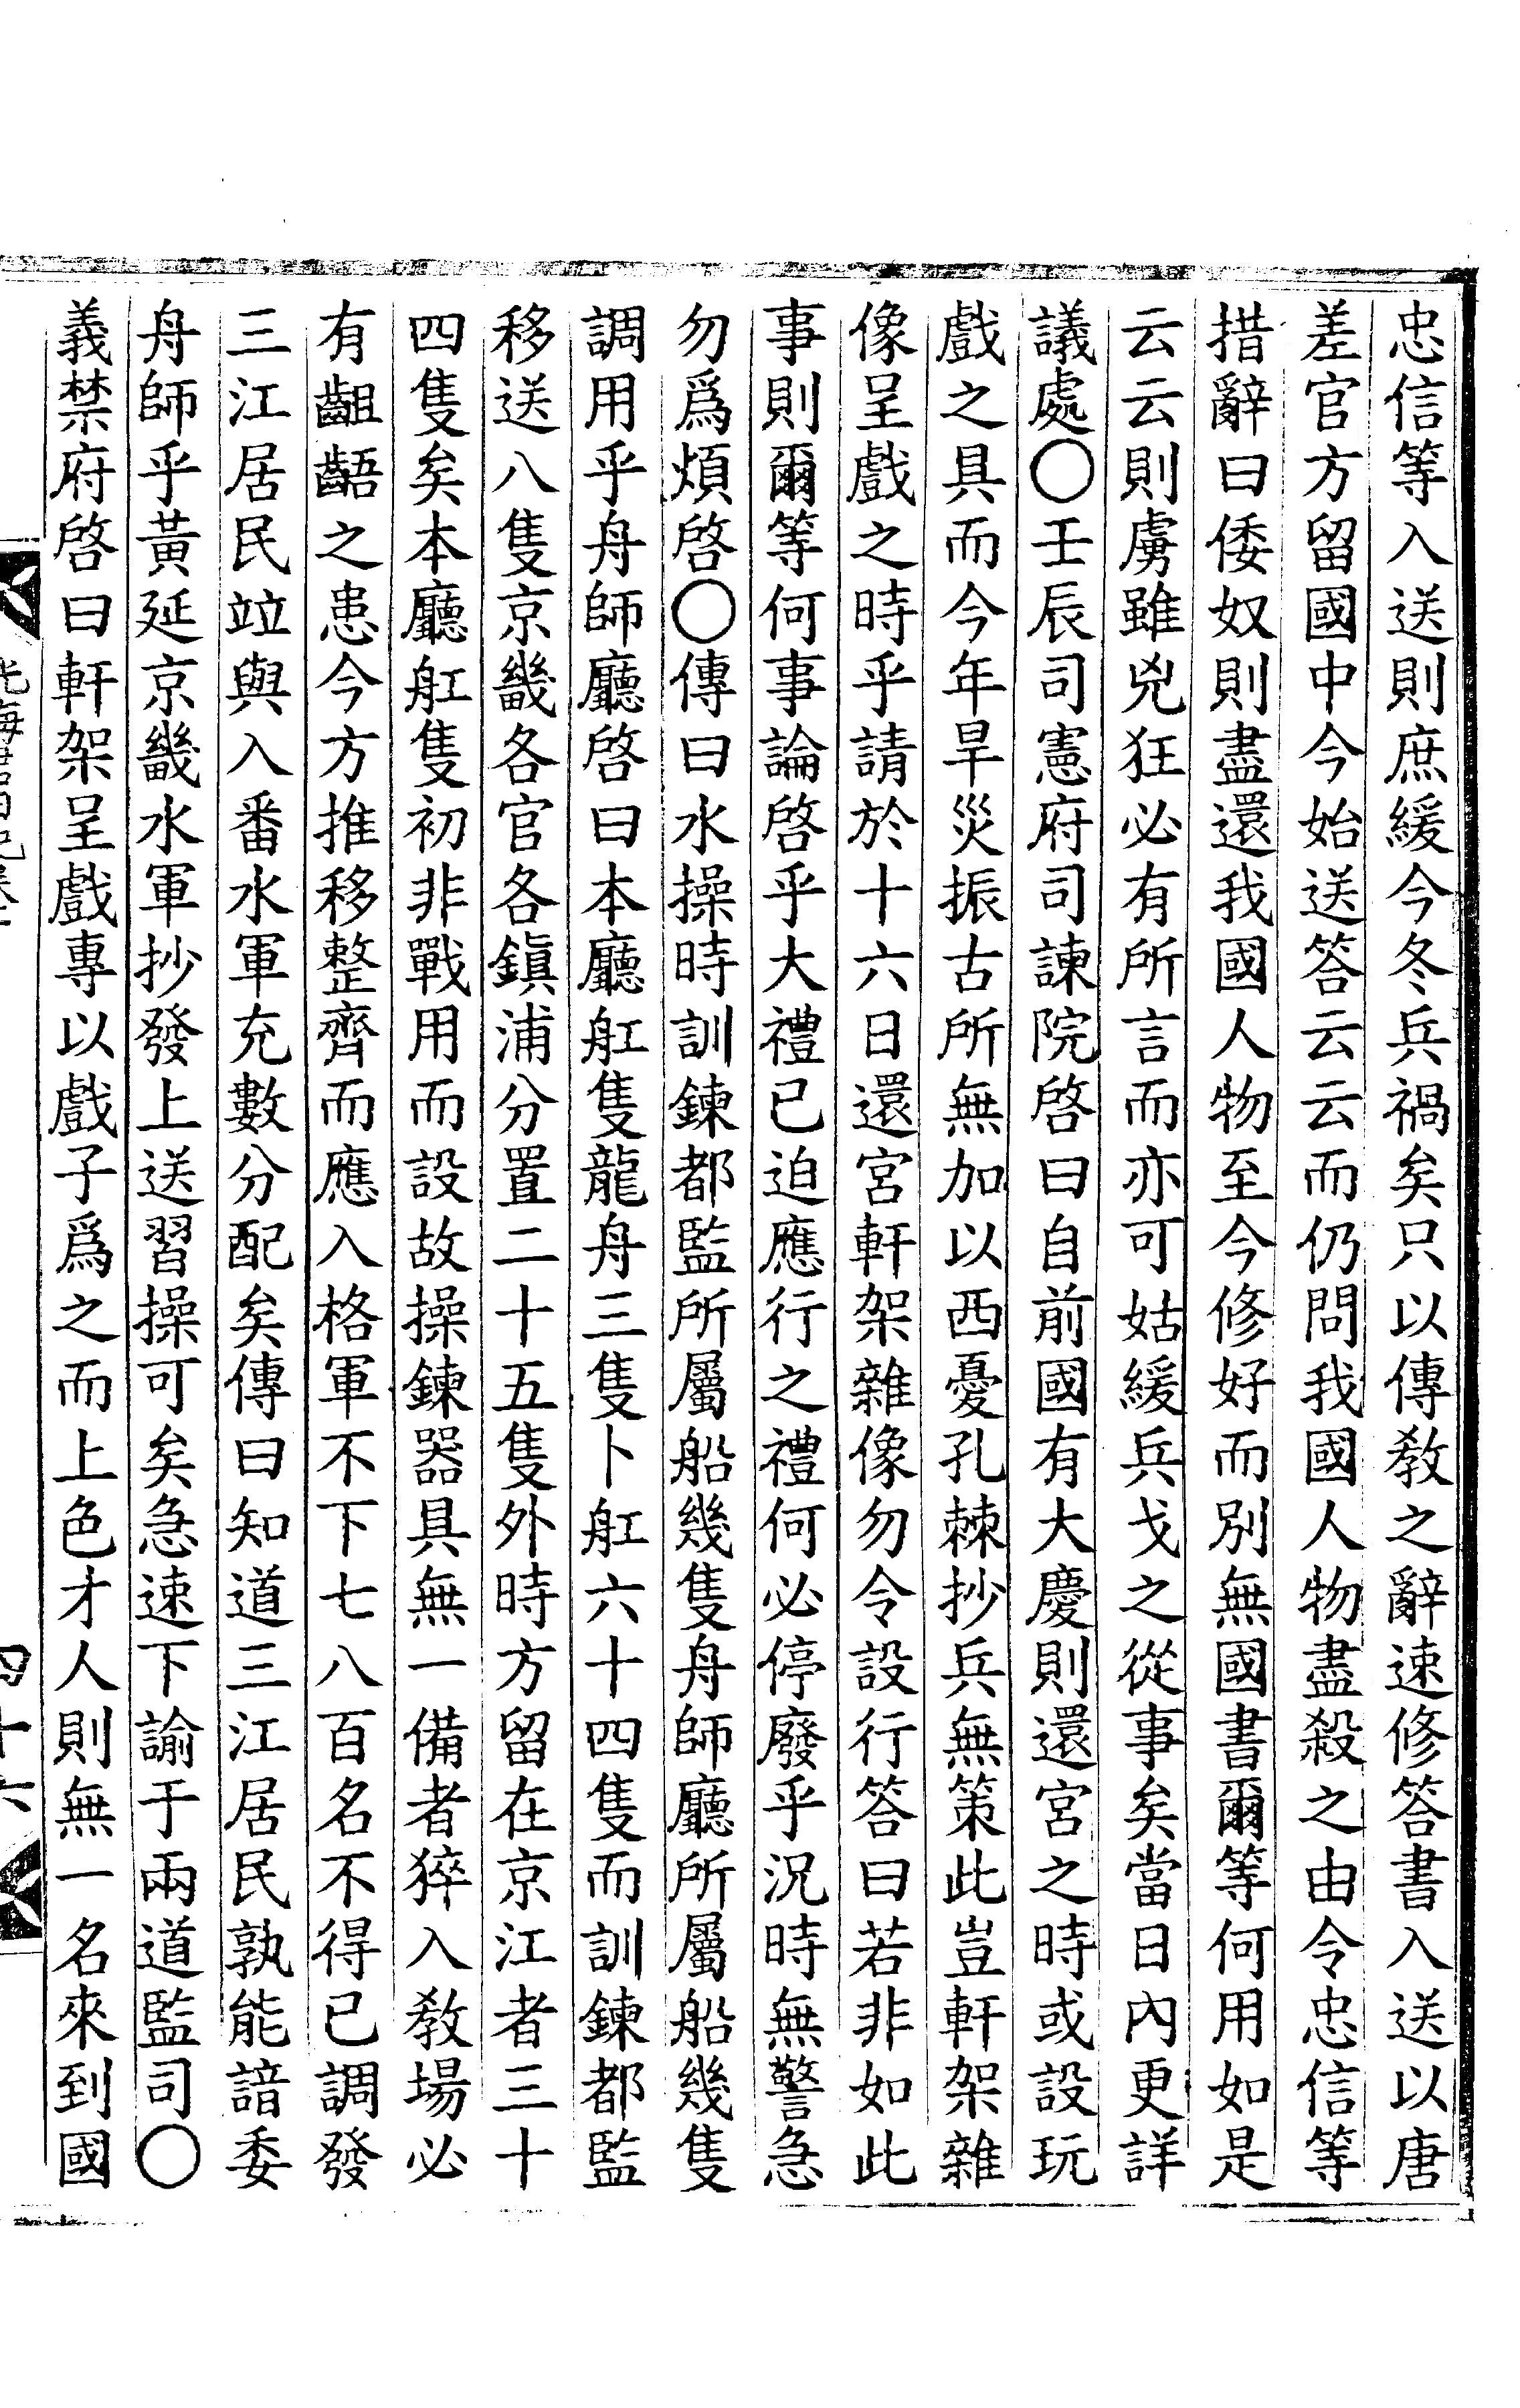 忠信等入送則庶緩今冬兵禍矣只以傳敎之辭速修答書入送以唐
差官方留國中今始送答云云而仍問我國人物盡殺之由令忠信等
措辭曰倭奴則盡還我國人物至今修好而別無國書爾等何用如是
云云則虜雖兇狂必有所言而亦可姑緩兵戈之從事矣當日內更詳
議處○壬辰司憲府司諫院啓曰自前國有大慶則還宮之時或設玩
戲之具而今年旱災振古所無加以西憂孔棘抄兵無策此豈軒架雜
像呈戲之時乎請於十六日還宮軒架雜像勿令設行答曰若非如此
事則爾等何事論啓乎大禮已迫應行之禮何必停廢乎況時無警急
勿爲煩啓○傳曰水操時訓鍊都監所屬船幾隻舟師廳所屬船幾隻
調用乎舟師廳啓曰本廳舡隻龍舟三隻卜舡六十四隻而訓鍊都監
移送八隻京畿各官各鎭浦分置二十五隻外時方留在京江者三十
四隻矣本廳舡隻初非戰用而設故操鍊器具無一備者猝入敎場必
有齟齬之患今方推移整齊而應入格軍不下七八百名不得已調發
三江居民竝與入番水軍充數分配矣傳曰知道三江居民孰能諳委
舟師乎黃延京畿水軍抄發上送習操可矣急速下諭于兩道監司○
義禁府啓曰軒架呈戲專以戲子爲之而上色才人則無一名來到國
四十六